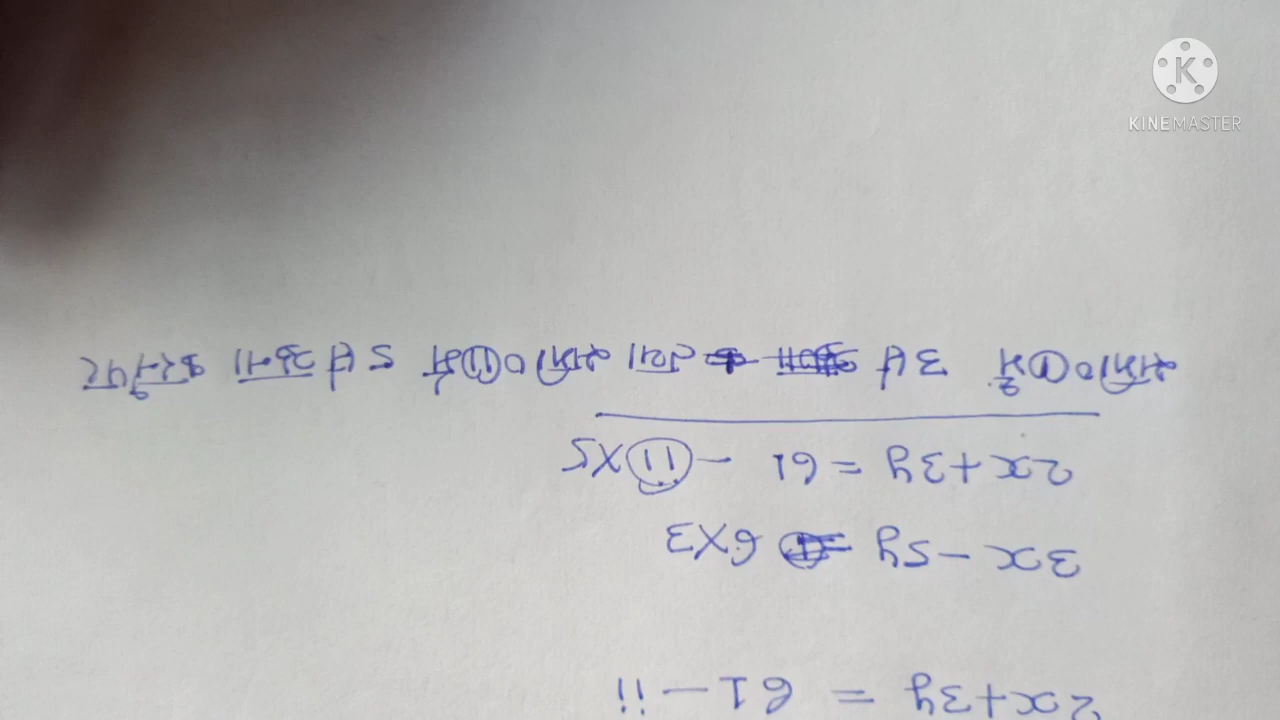 2x+3y = 61 — ii
3x - 5y = 6×3
2x+3y = 61 - (ii)×5
समी० (i) में 3 से तथा समी० (ii) में 5 से गुणा करने पर
KINEMASTER